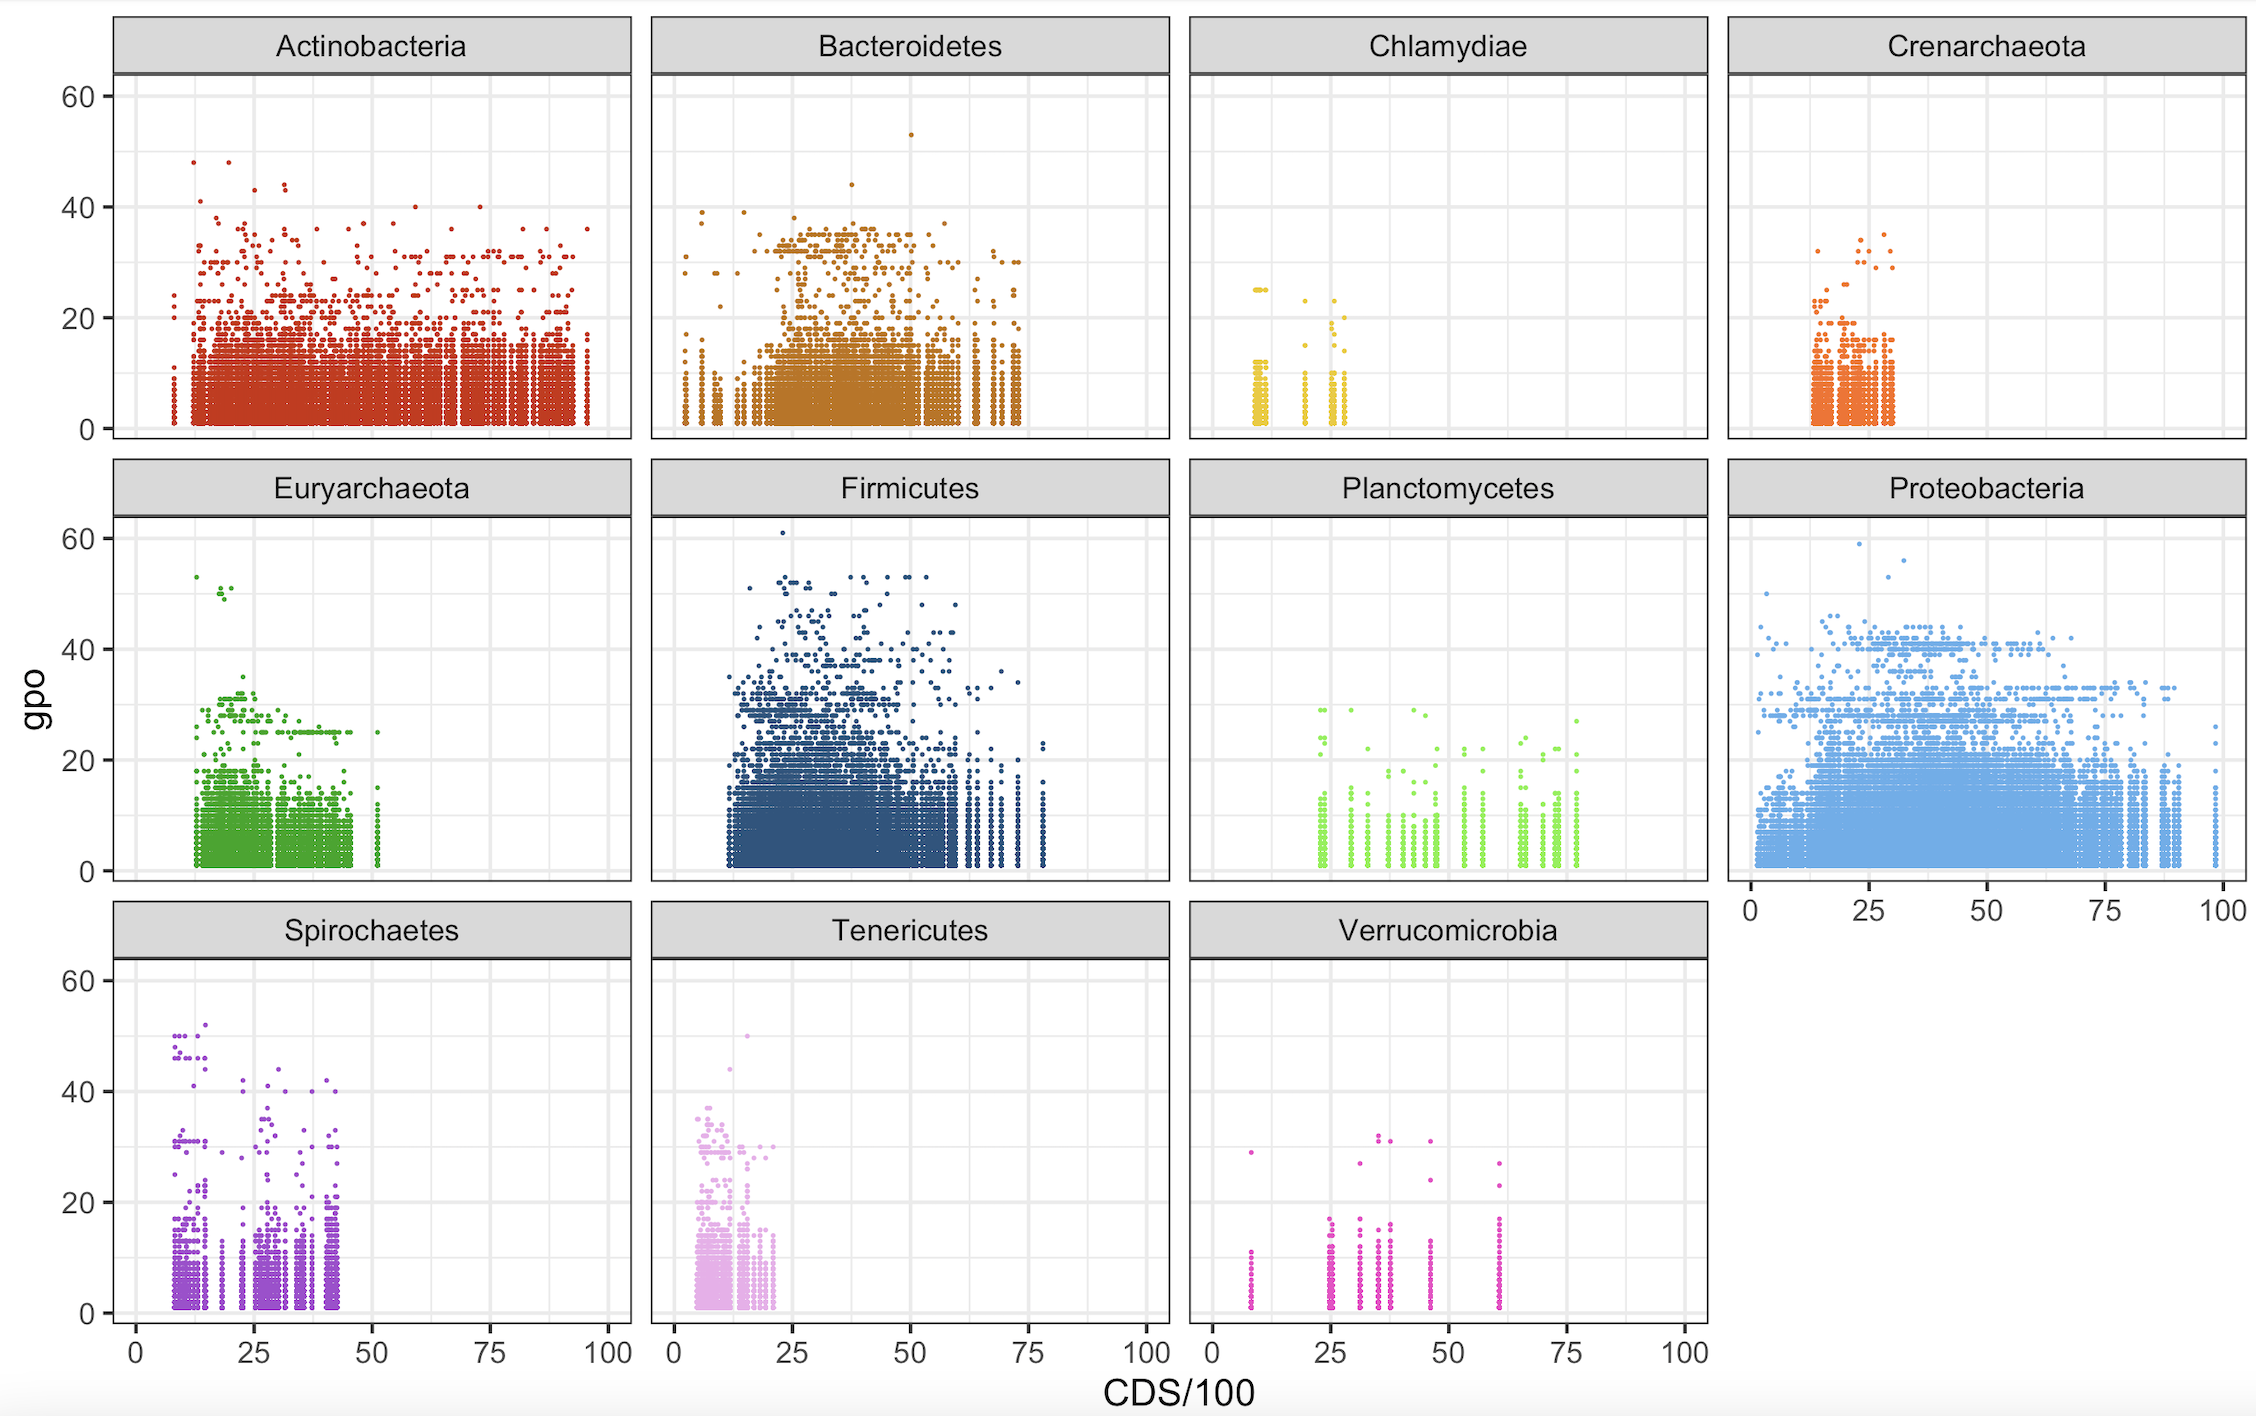 Actinobacteria Bacteroidetes Chlamydiae Crenarchaeota
60
40
20
0
Euryarchaeota Firmicutes Planctomycetes Proteobacteria
60
40
20
0
gpo
0 25 50 75 100
Spirochaetes Tenericutes Verrucomicrobia
60
40
20
0
0 25 50 75 100 0 25 50 75 100 0 25 50 75 100
CDS/100